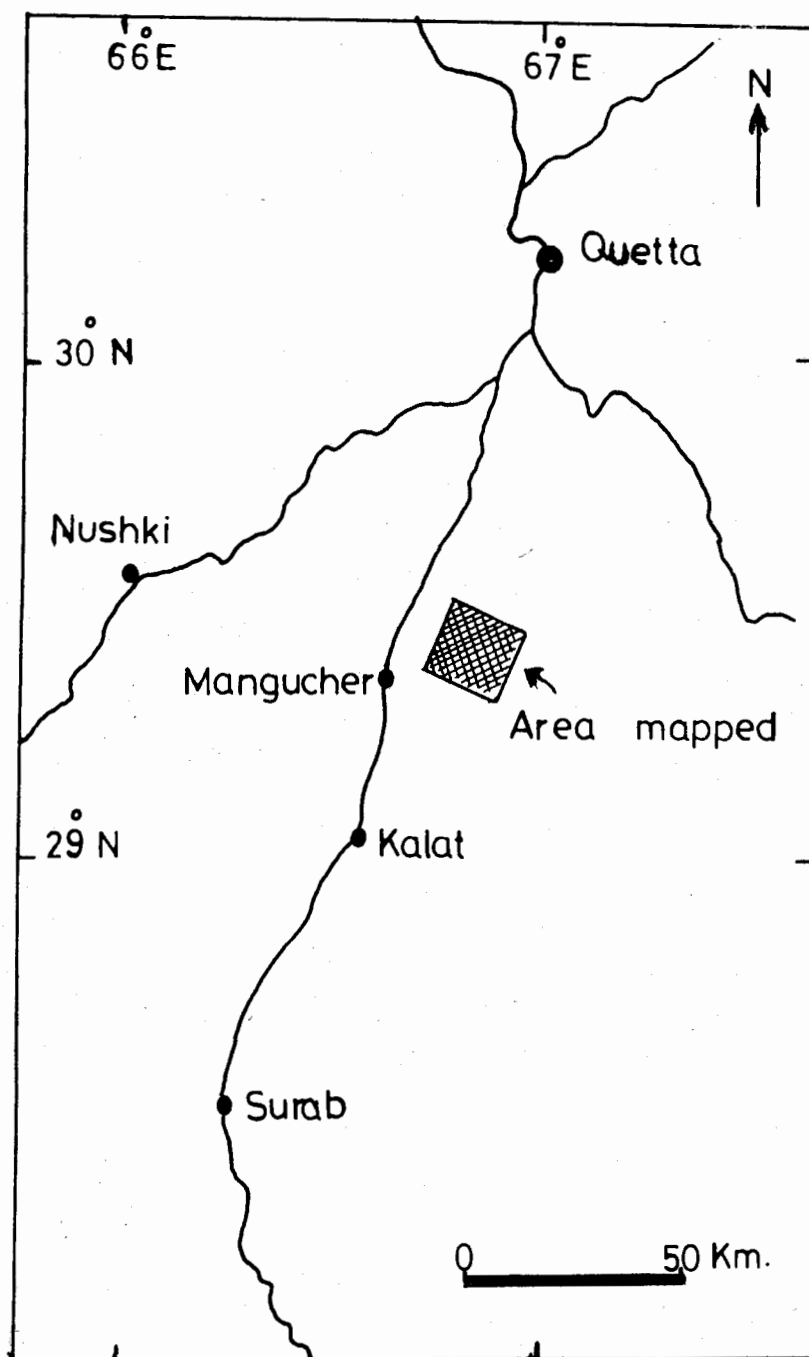 66°E
67°E
N
Quetta
30°N
Nushki
Mangucher
Area mapped
29°N
Kalat
Surab
0 50 Km.